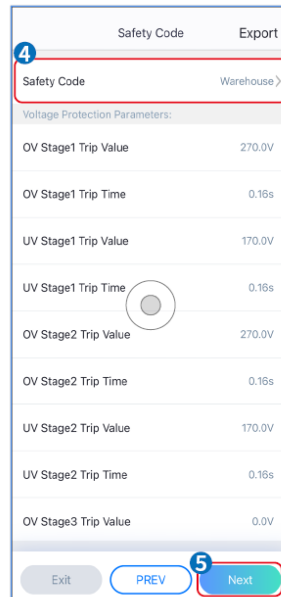 Safety Code Export
4
Safety Code Warehouse
Voltage Protection Parameters:
OV Stage1 Trip Value 270.0V
OV Stage1 Trip Time 0.16s
UV Stage1 Trip Value 170.0V
UV Stage1 Trip Time 0.16s
OV Stage2 Trip Value 270.0V
OV Stage2 Trip Time 0.16s
UV Stage2 Trip Value 170.0V
UV Stage2 Trip Time 0.16s
OV Stage3 Trip Value 0.0V
5
Exit PREV Next